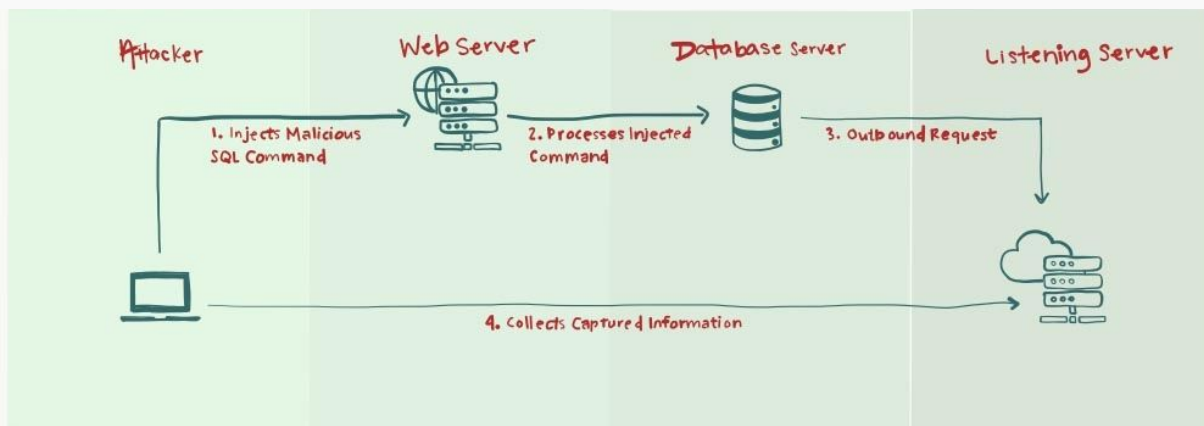 Attacker
Web Server
Database Server
Listening Server
1. Injects Malicious
SQL Command
2. Processes Injected
Command
3. Outbound Request
4. Collects Captured Information